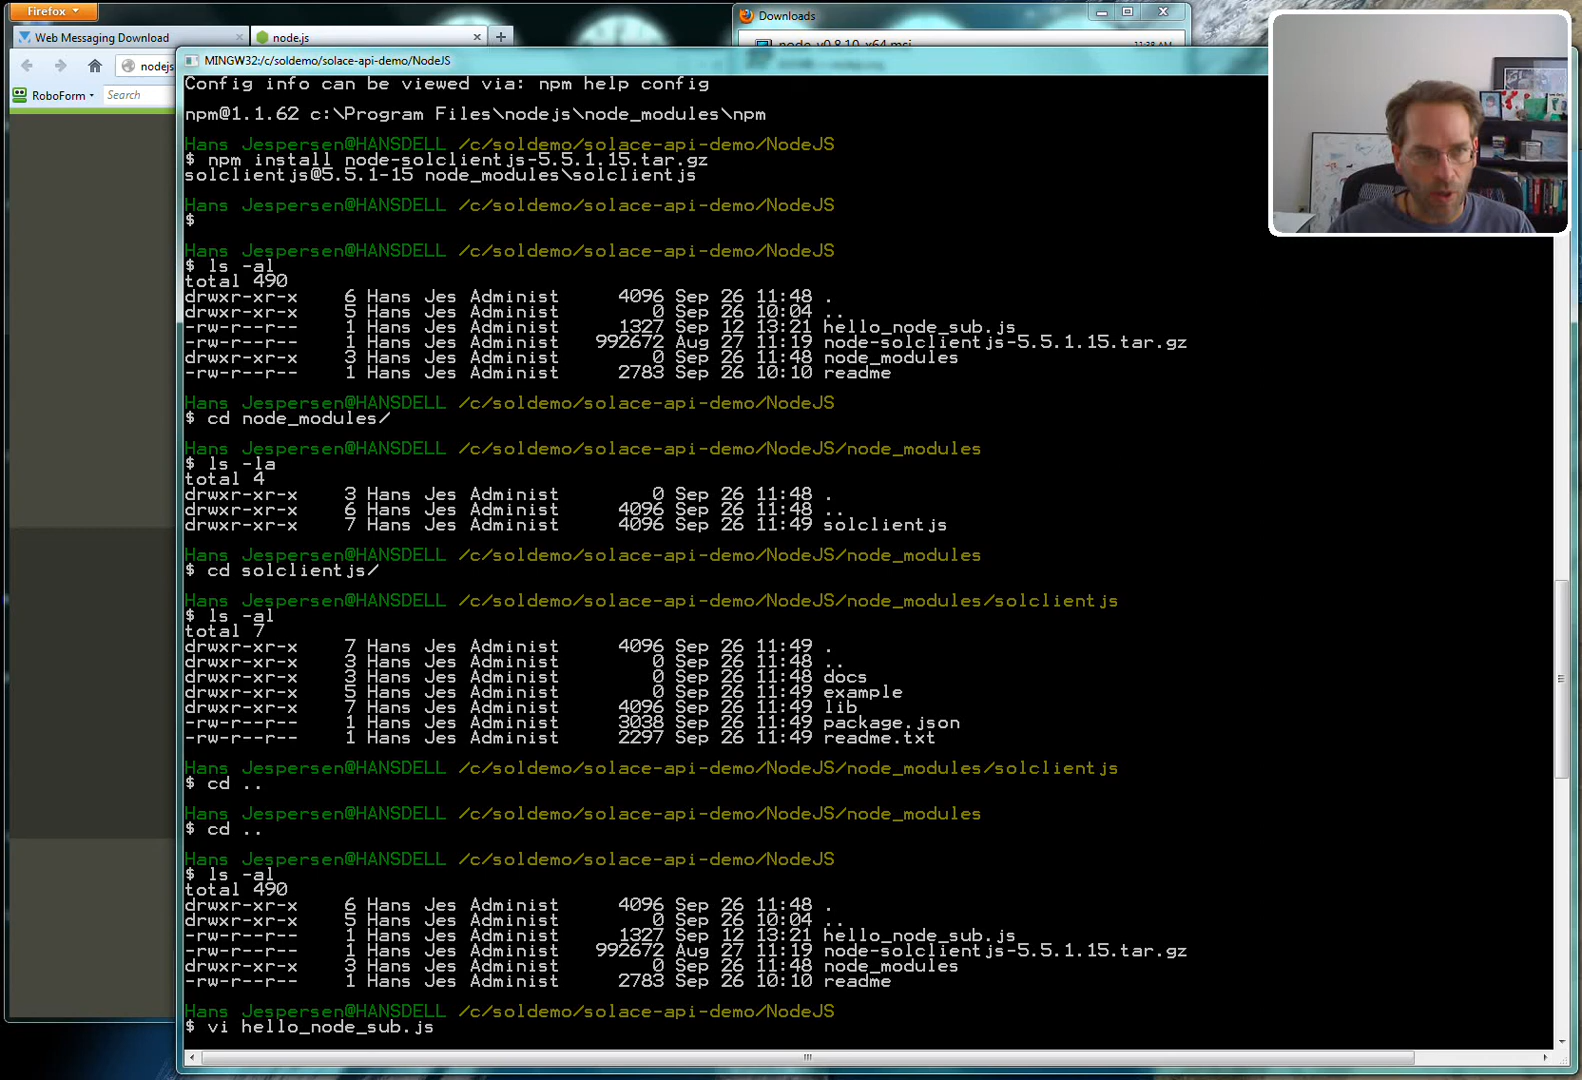 Firefox
Downloads
Web Messaging Download
node.js
node-v0.8.10-x64.msi
11:38 AM
nodejs
MINGW32:/c/soldemo/solace-api-demo/NodeJS
RoboForm
Search
Config info can be viewed via: npm help config
npm@1.1.62 c:\Program Files\nodejs\node_modules\npm
Hans Jespersen@HANSDELL /c/soldemo/solace-api-demo/NodeJS
$ npm install node-solclientjs-5.5.1.15.tar.gz
solclientjs@5.5.1-15 node_modules\solclientjs
Hans Jespersen@HANSDELL /c/soldemo/solace-api-demo/NodeJS
$
Hans Jespersen@HANSDELL /c/soldemo/solace-api-demo/NodeJS
$ ls -al
total 490
drwxr-xr-x 6 Hans Jes Administ 4096 Sep 26 11:48 .
drwxr-xr-x 5 Hans Jes Administ 0 Sep 26 10:04 ..
-rw-r--r-- 1 Hans Jes Administ 1327 Sep 12 13:21 hello_node_sub.js
-rw-r--r-- 1 Hans Jes Administ 992672 Aug 27 11:19 node-solclientjs-5.5.1.15.tar.gz
drwxr-xr-x 3 Hans Jes Administ 0 Sep 26 11:48 node_modules
-rw-r--r-- 1 Hans Jes Administ 2783 Sep 26 10:10 readme
Hans Jespersen@HANSDELL /c/soldemo/solace-api-demo/NodeJS
$ cd node_modules/
Hans Jespersen@HANSDELL /c/soldemo/solace-api-demo/NodeJS/node_modules
$ ls -la
total 4
drwxr-xr-x 3 Hans Jes Administ 0 Sep 26 11:48 .
drwxr-xr-x 6 Hans Jes Administ 4096 Sep 26 11:48 ..
drwxr-xr-x 7 Hans Jes Administ 4096 Sep 26 11:49 solclientjs
Hans Jespersen@HANSDELL /c/soldemo/solace-api-demo/NodeJS/node_modules
$ cd solclientjs/
Hans Jespersen@HANSDELL /c/soldemo/solace-api-demo/NodeJS/node_modules/solclientjs
$ ls -al
total 7
drwxr-xr-x 7 Hans Jes Administ 4096 Sep 26 11:49 .
drwxr-xr-x 3 Hans Jes Administ 0 Sep 26 11:48 ..
drwxr-xr-x 3 Hans Jes Administ 0 Sep 26 11:48 docs
drwxr-xr-x 5 Hans Jes Administ 0 Sep 26 11:49 example
drwxr-xr-x 7 Hans Jes Administ 4096 Sep 26 11:49 lib
-rw-r--r-- 1 Hans Jes Administ 3038 Sep 26 11:49 package.json
-rw-r--r-- 1 Hans Jes Administ 2297 Sep 26 11:49 readme.txt
Hans Jespersen@HANSDELL /c/soldemo/solace-api-demo/NodeJS/node_modules/solclientjs
$ cd ..
Hans Jespersen@HANSDELL /c/soldemo/solace-api-demo/NodeJS/node_modules
$ cd ..
Hans Jespersen@HANSDELL /c/soldemo/solace-api-demo/NodeJS
$ ls -al
total 490
drwxr-xr-x 6 Hans Jes Administ 4096 Sep 26 11:48 .
drwxr-xr-x 5 Hans Jes Administ 0 Sep 26 10:04 ..
-rw-r--r-- 1 Hans Jes Administ 1327 Sep 12 13:21 hello_node_sub.js
-rw-r--r-- 1 Hans Jes Administ 992672 Aug 27 11:19 node-solclientjs-5.5.1.15.tar.gz
drwxr-xr-x 3 Hans Jes Administ 0 Sep 26 11:48 node_modules
-rw-r--r-- 1 Hans Jes Administ 2783 Sep 26 10:10 readme
Hans Jespersen@HANSDELL /c/soldemo/solace-api-demo/NodeJS
$ vi hello_node_sub.js